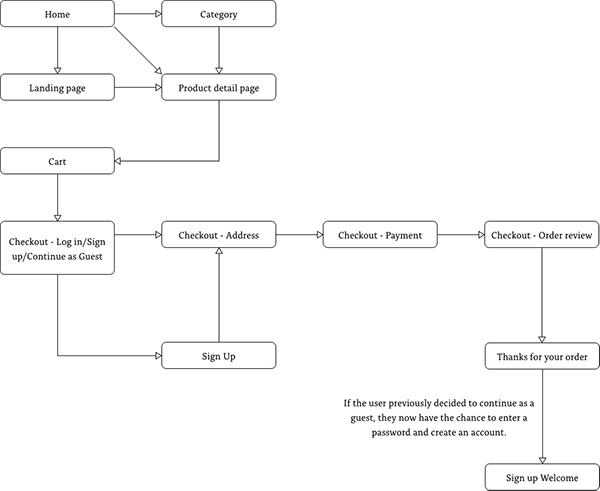 Home
Category
Landing page
Product detail page
Cart
Checkout - Log in/Sign
up/Continue as Guest
Checkout - Address
Checkout - Payment
Checkout - Order review
Sign Up
Thanks for your order
If the user previously decided to continue as a
guest, they now have the chance to enter a
password and create an account.
Sign up Welcome